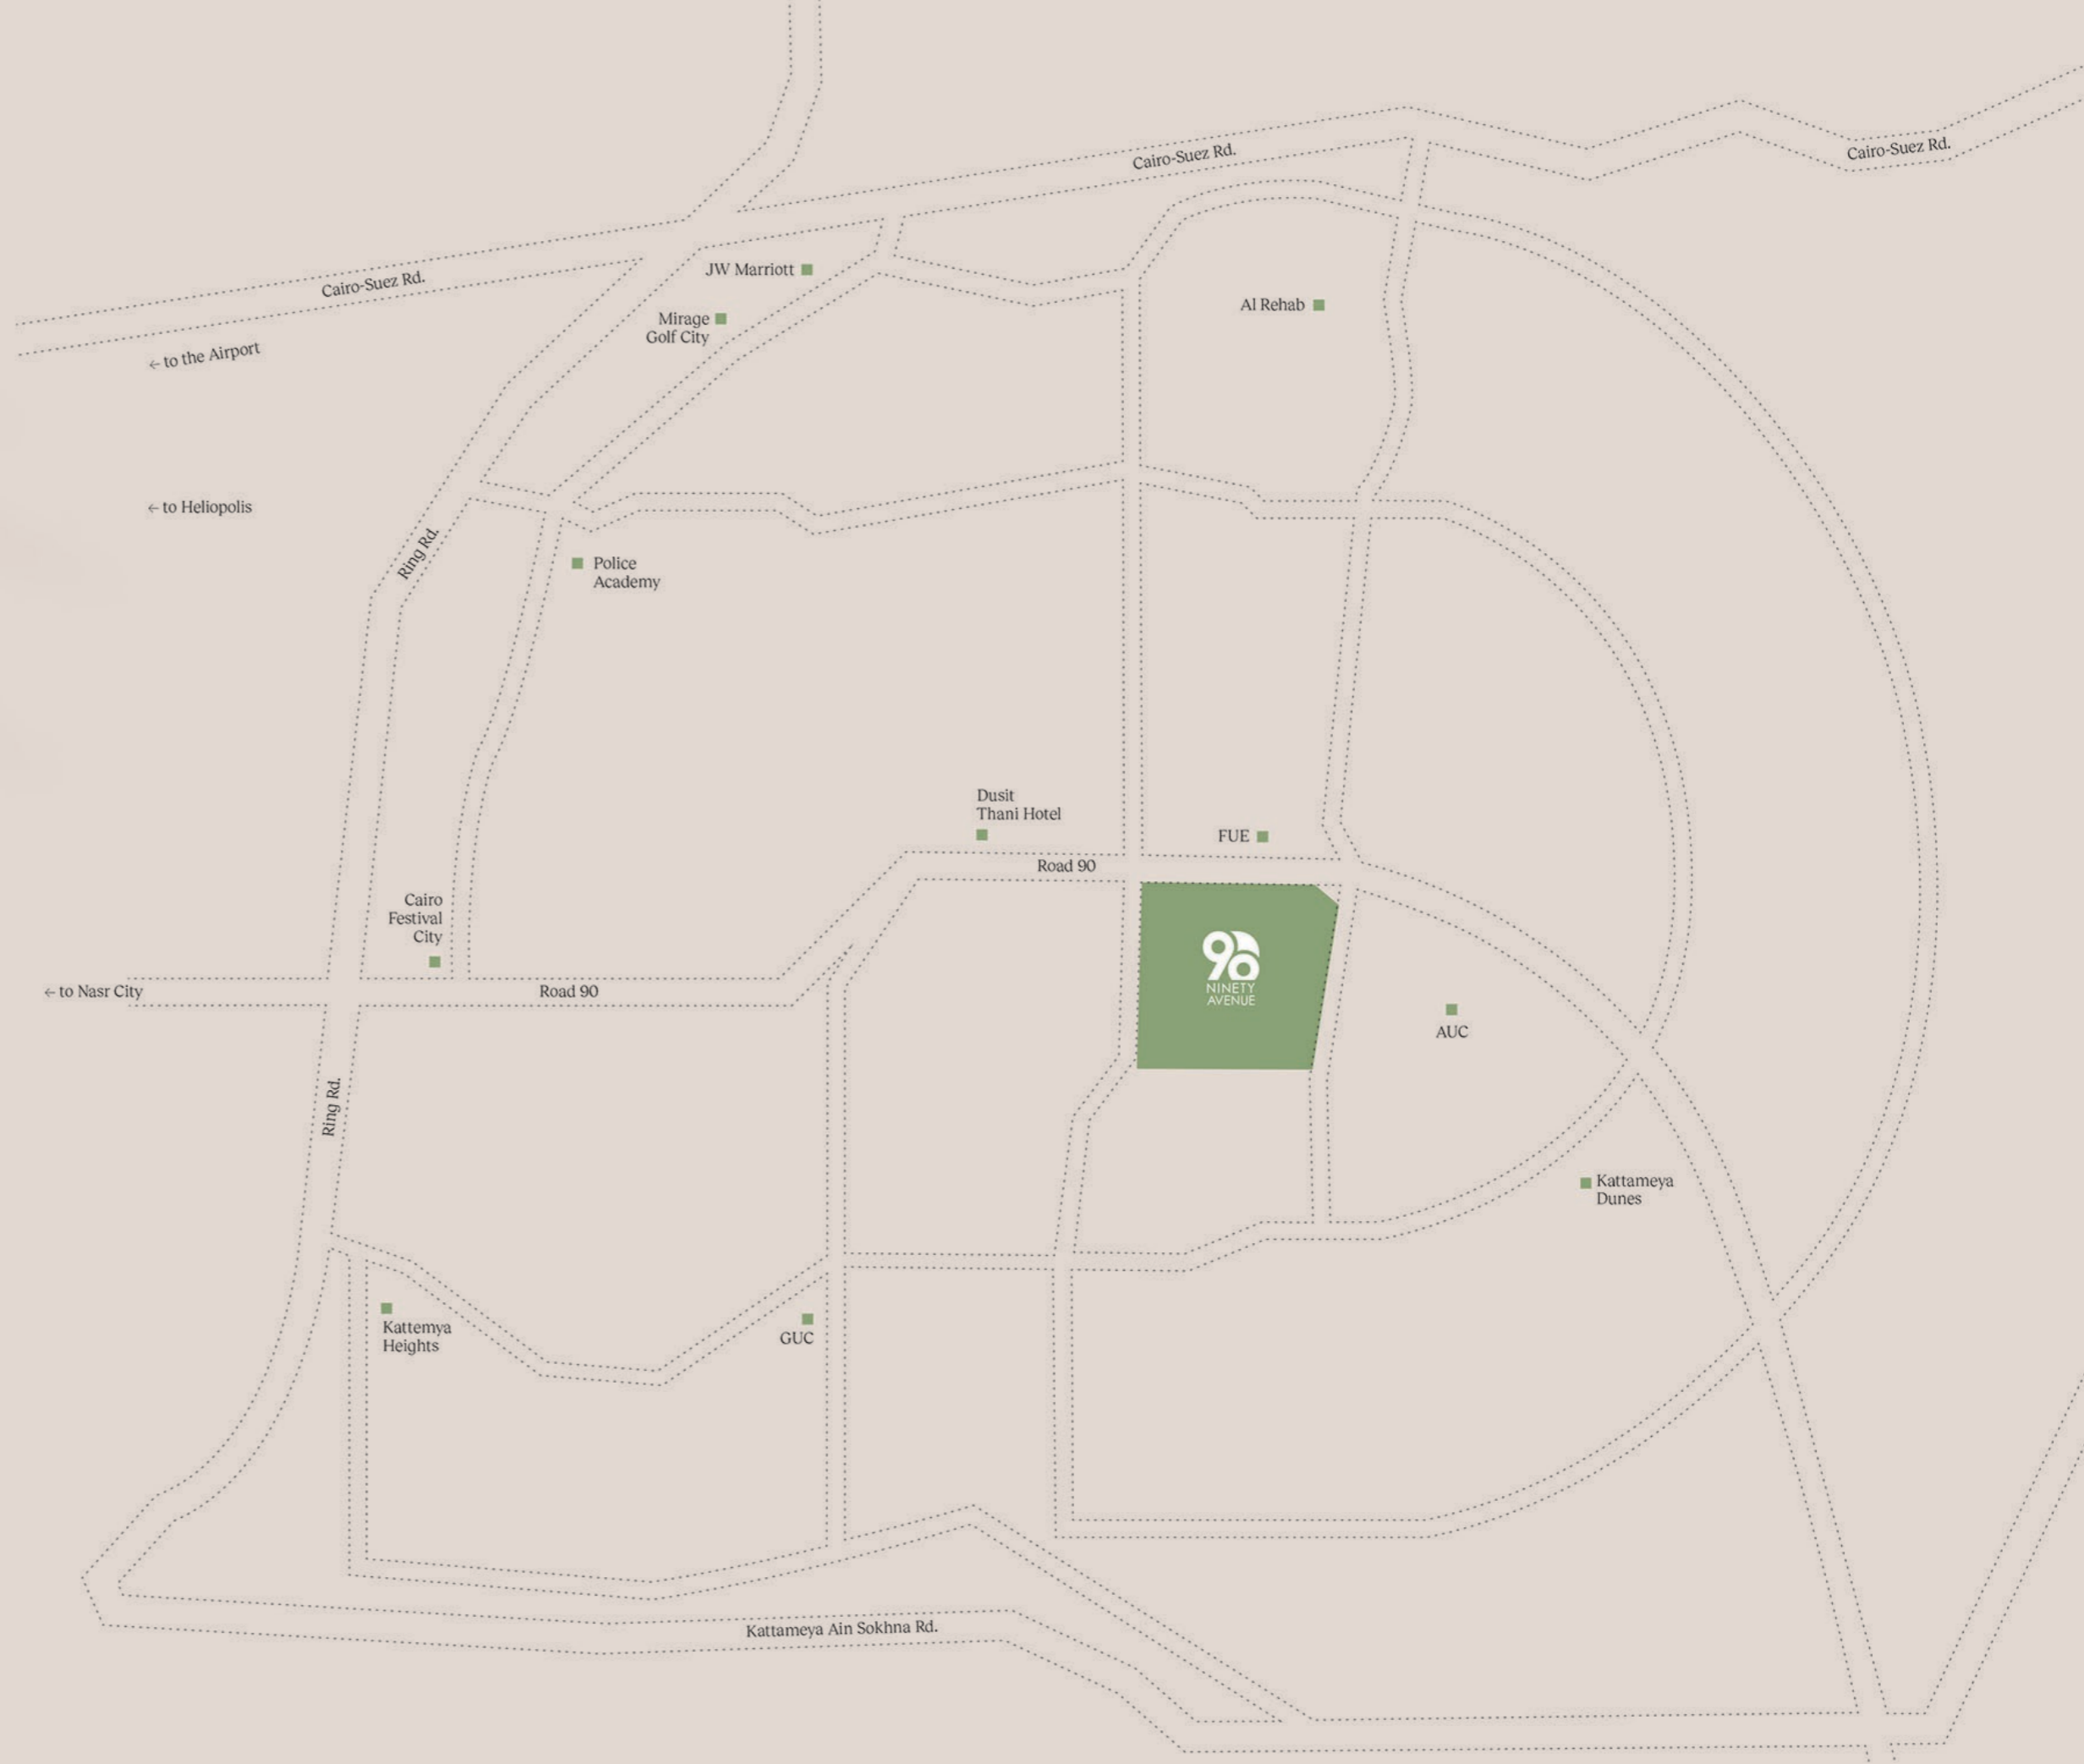 Cairo-Suez Rd.
Cairo-Suez Rd.
Cairo-Suez Rd.
JW Marriott
Mirage
Golf City
Al Rehab
← to the Airport
← to Heliopolis
Ring Rd.
Police
Academy
Dusit
Thani Hotel
FUE
Road 90
Cairo
Festival
City
90
NINETY
AVENUE
← to Nasr City
Road 90
AUC
Ring Rd.
Kattameya
Dunes
Kattemya
Heights
GUC
Kattameya Ain Sokhna Rd.